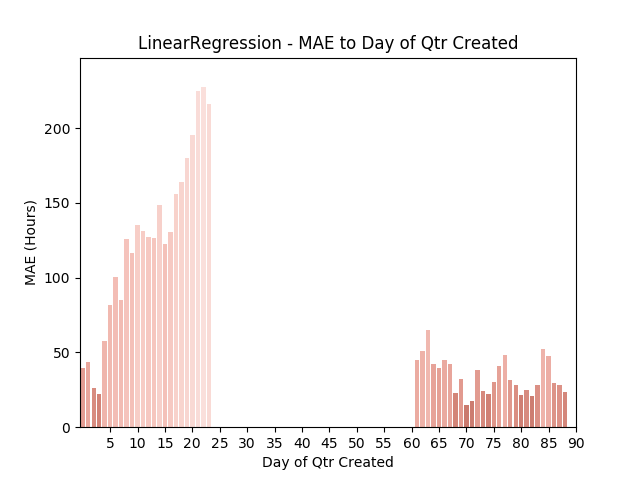 LinearRegression - MAE to Day of Qtr Created
MAE (Hours)
200
150
100
50
0
5 10 15 20 25 30 35 40 45 50 55 60 65 70 75 80 85 90
Day of Qtr Created